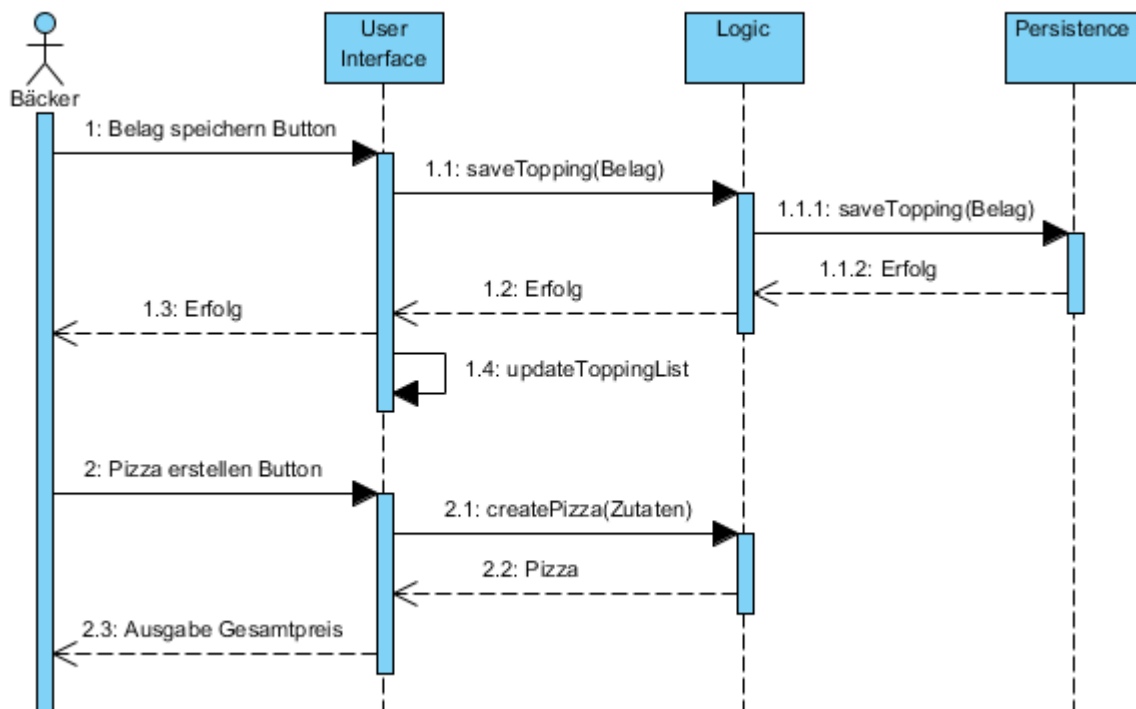 User
Interface
Logic
Persistence
Bäcker
1: Belag speichern Button
1.1: saveTopping(Belag)
1.1.1: saveTopping(Belag)
1.1.2: Erfolg
1.2: Erfolg
1.3: Erfolg
1.4: updateToppingList
2: Pizza erstellen Button
2.1: createPizza(Zutaten)
2.2: Pizza
2.3: Ausgabe Gesamtpreis